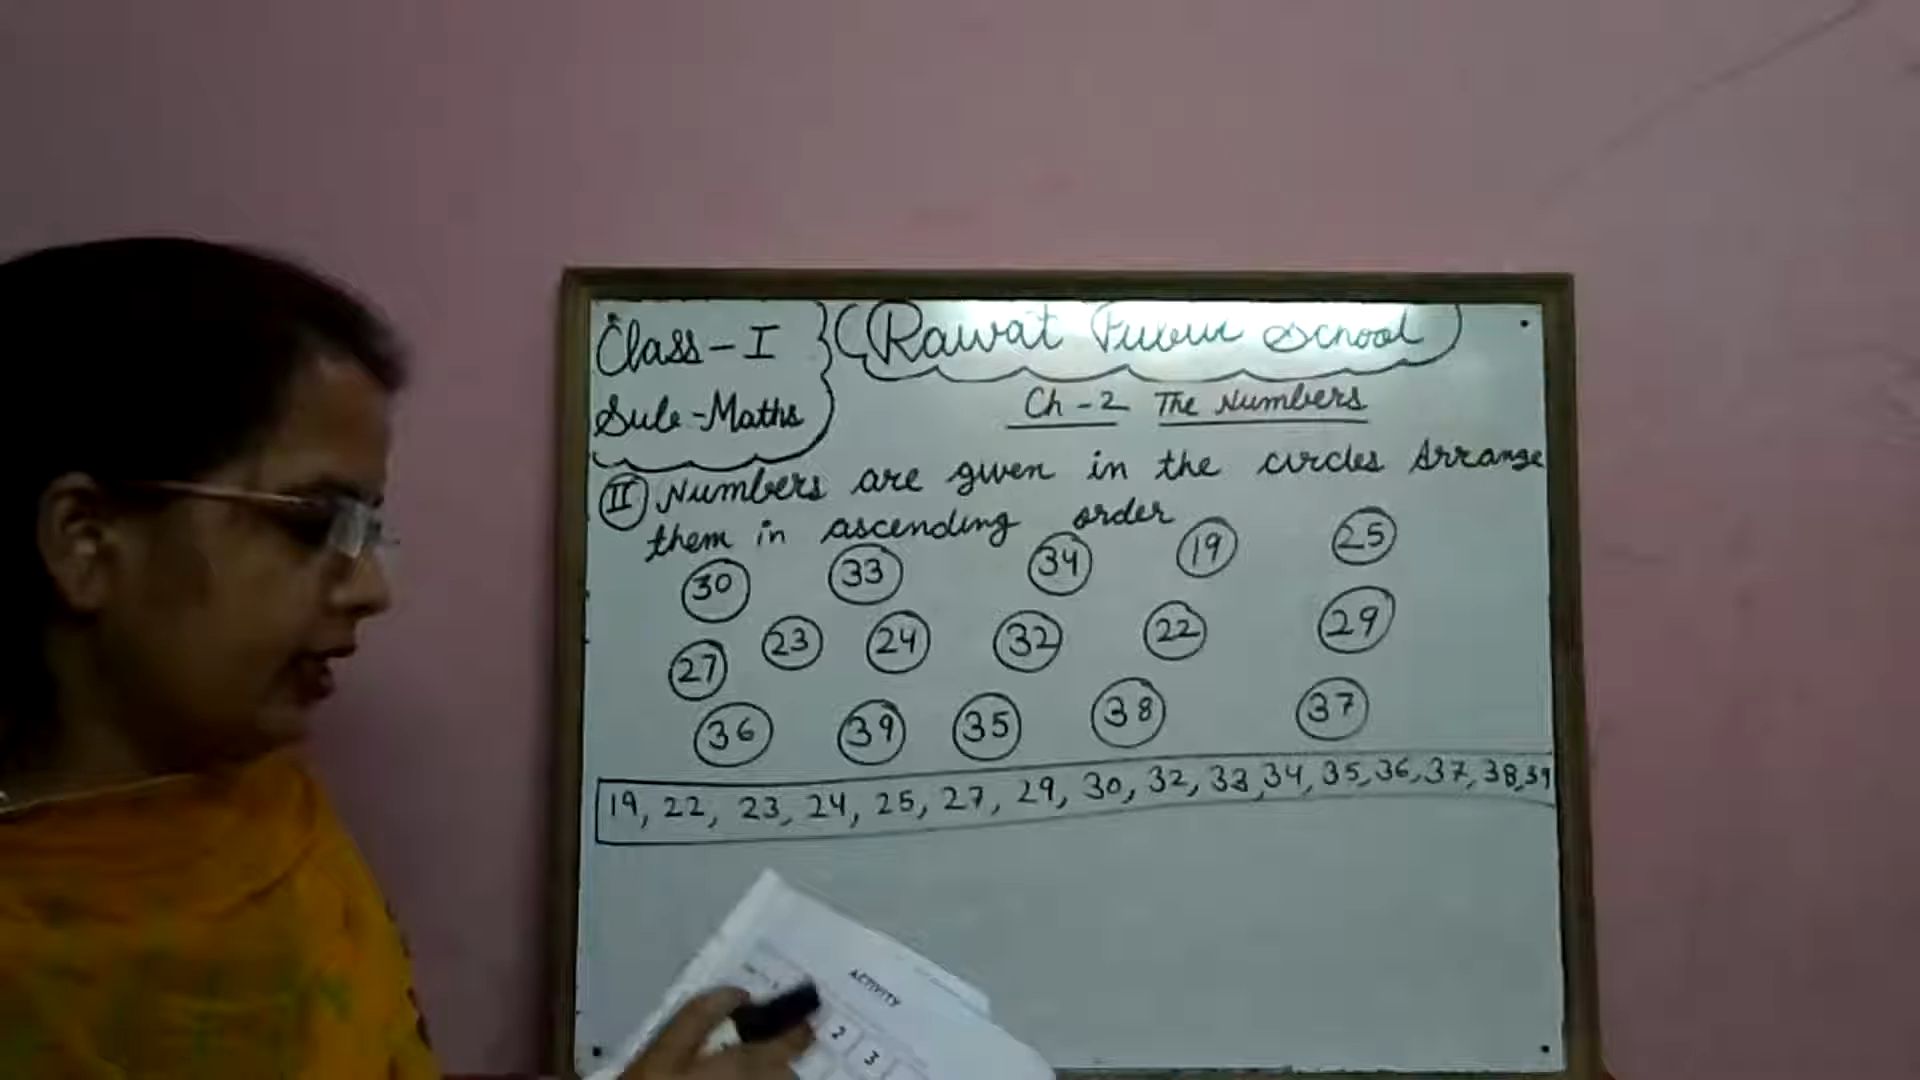 Class-I
Sub-Maths
Rawat Public School
Ch-2 The Numbers
II Numbers are given in the circles Arrange
them in ascending order
30 33 34 19 25
27 23 24 32 22 29
36 39 35 38 37
19, 22, 23, 24, 25, 27, 29, 30, 32, 33, 34, 35, 36, 37, 38, 39
ACTIVITY
2 3